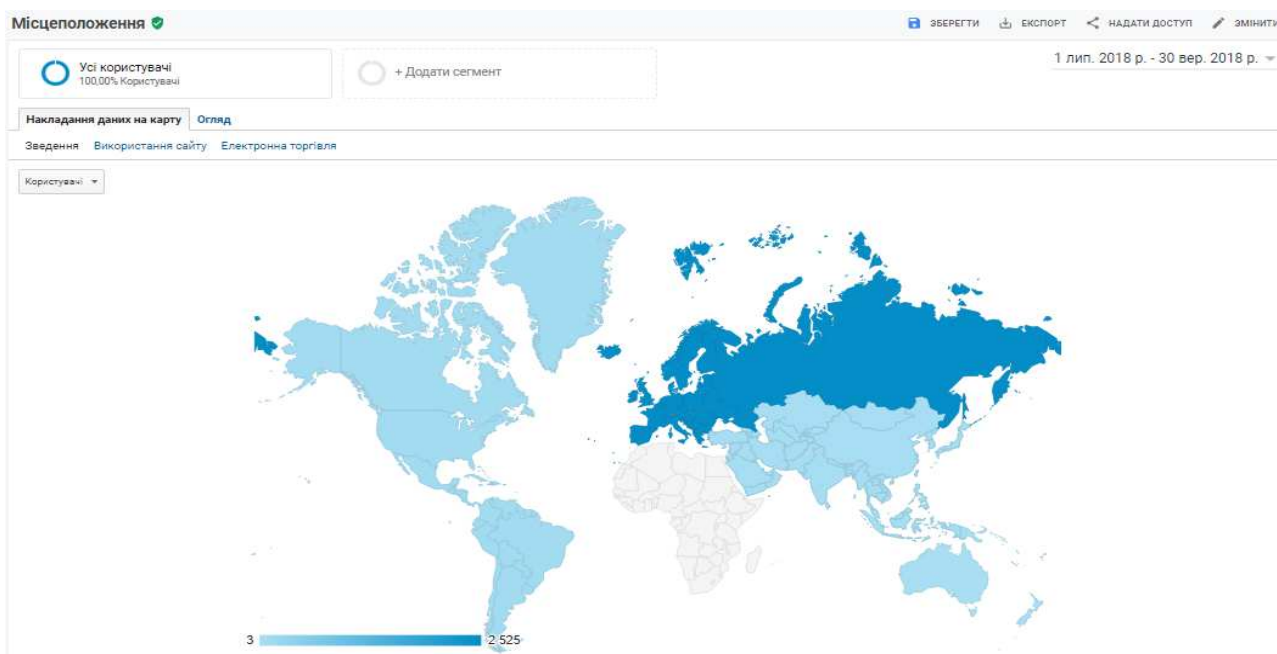 Місцеположення
ЗБЕРЕГТИ ЕКСПОРТ НАДАТИ ДОСТУП ЗМІНИТИ
1 лип. 2018 р. - 30 вер. 2018 р.
Усі користувачі
100,00% Користувачі
+ Додати сегмент
Накладання даних на карту Огляд
Зведення Використання сайту Електронна торгівля
Користувачі
3 2 525